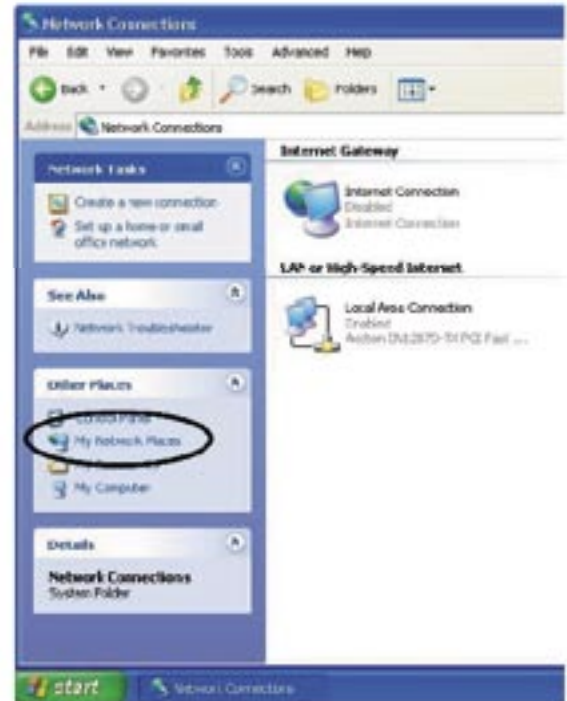 Network Connections
File Edit View Favorites Tools Advanced Help
Back Search Folders
Address Network Connections
Network Tasks
Create a new connection
Set up a home or small
office network
See Also
Network Troubleshooter
Other Places
Control Panel
My Network Places
My Computer
Details
Network Connections
System Folder
Internet Gateway
Internet Connection
Disabled
Internet Connection
LAN or High-Speed Internet
Local Area Connection
Enabled
PCI Fast ...
start Network Connections